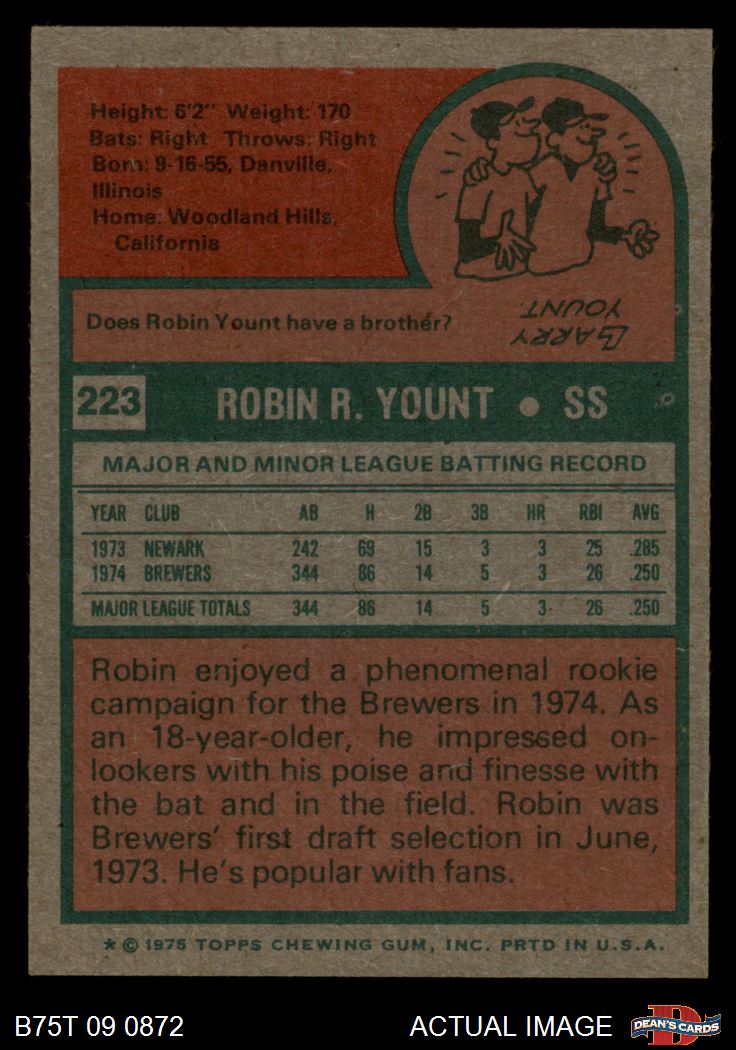 Height: 6'2" Weight: 170
Bats: Right Throws: Right
Born: 9-16-55, Danville,
Illinois
Home: Woodland Hills,
California
Does Robin Yount have a brother?
LARRY
YOUNT.
223
ROBIN R. YOUNT • SS
MAJOR AND MINOR LEAGUE BATTING RECORD
YEAR CLUB AB H 2B 3B HR RBI AVG
1973 NEWARK 242 69 15 3 3 25 .285
1974 BREWERS 344 86 14 5 3 26 .250
MAJOR LEAGUE TOTALS 344 86 14 5 3 26 .250
Robin enjoyed a phenomenal rookie
campaign for the Brewers in 1974. As
an 18-year-older, he impressed on-
lookers with his poise and finesse with
the bat and in the field. Robin was
Brewers' first draft selection in June,
1973. He's popular with fans.
* © 1975 TOPPS CHEWING GUM, INC. PRTD IN U.S.A.
B75T 09 0872
ACTUAL IMAGE
D
DEAN'S CARDS